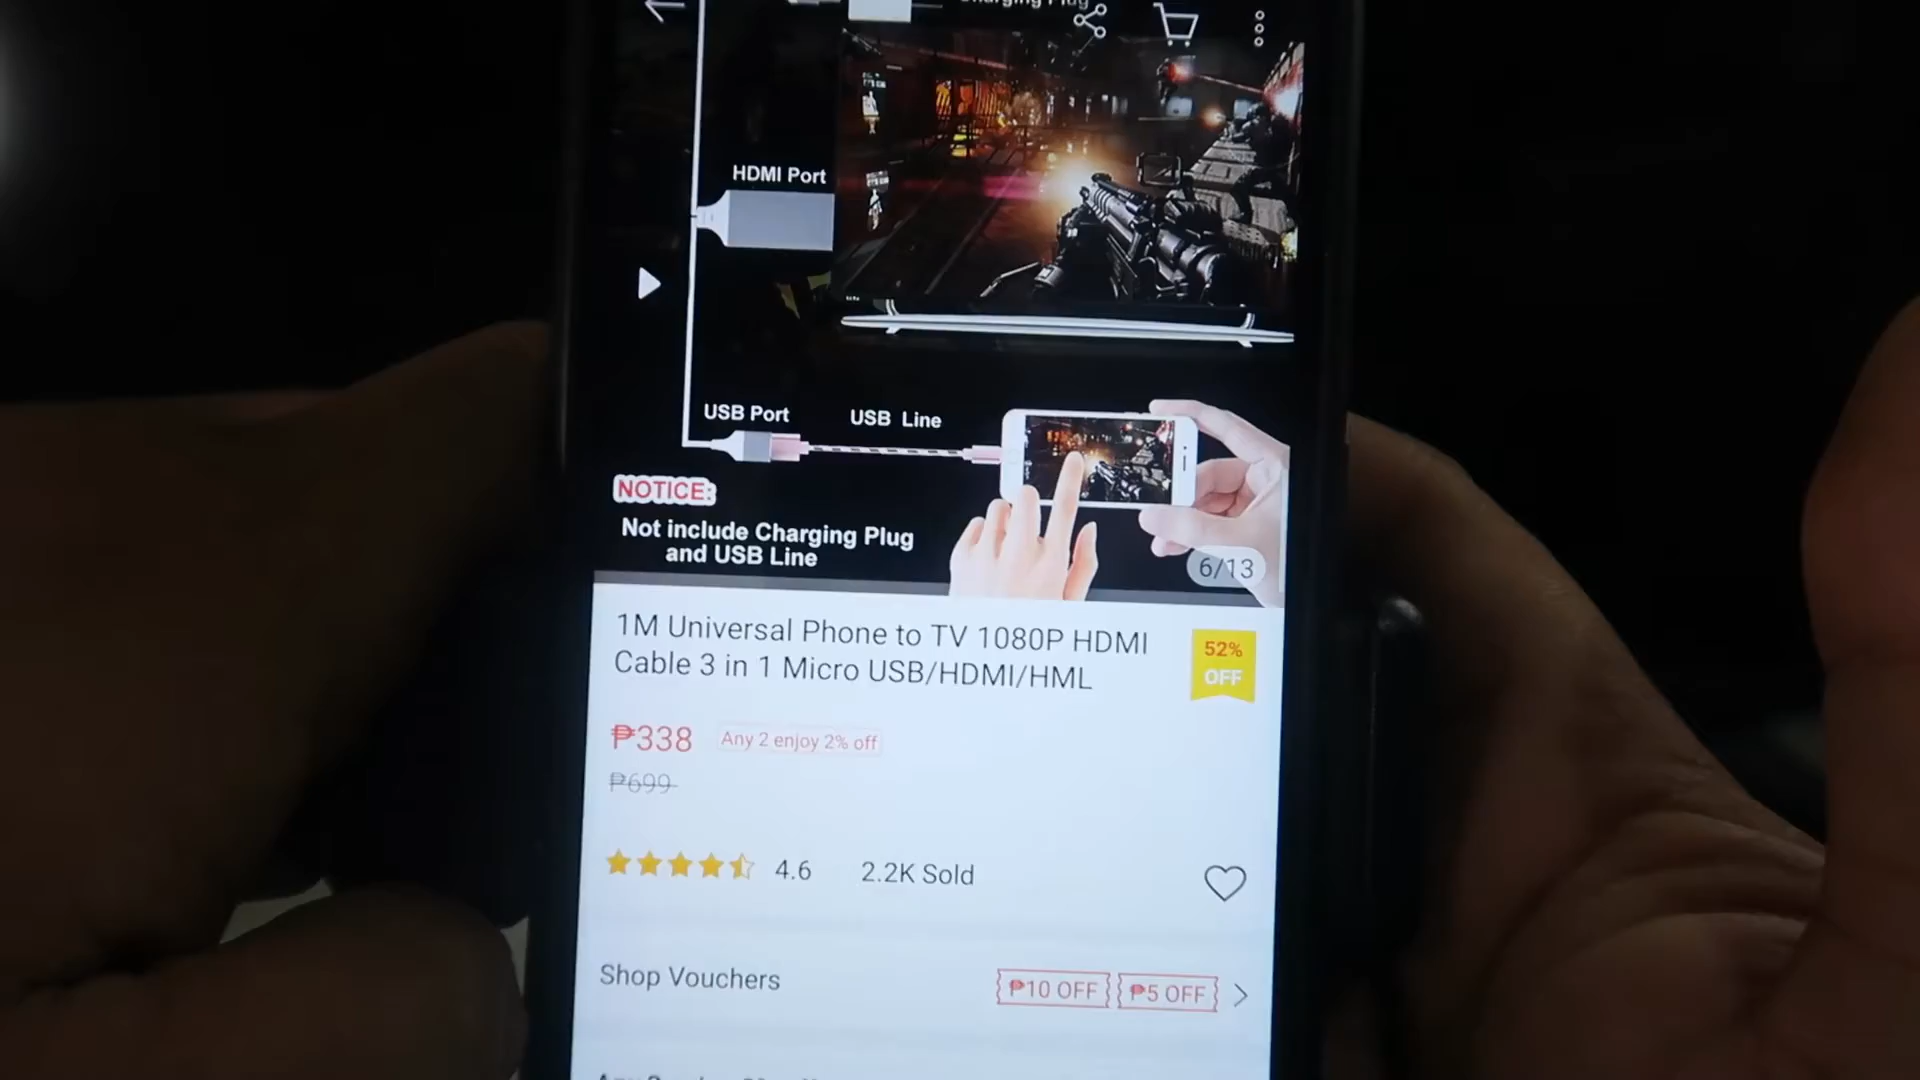 HDMI Port
USB Port
USB Line
NOTICE:
Not include Charging Plug
and USB Line
6/13
1M Universal Phone to TV 1080P HDMI
Cable 3 in 1 Micro USB/HDMI/HML
52%
OFF
₱338
Any 2 enjoy 2% off
₱699
4.6
2.2K Sold
Shop Vouchers
₱10 OFF
₱5 OFF